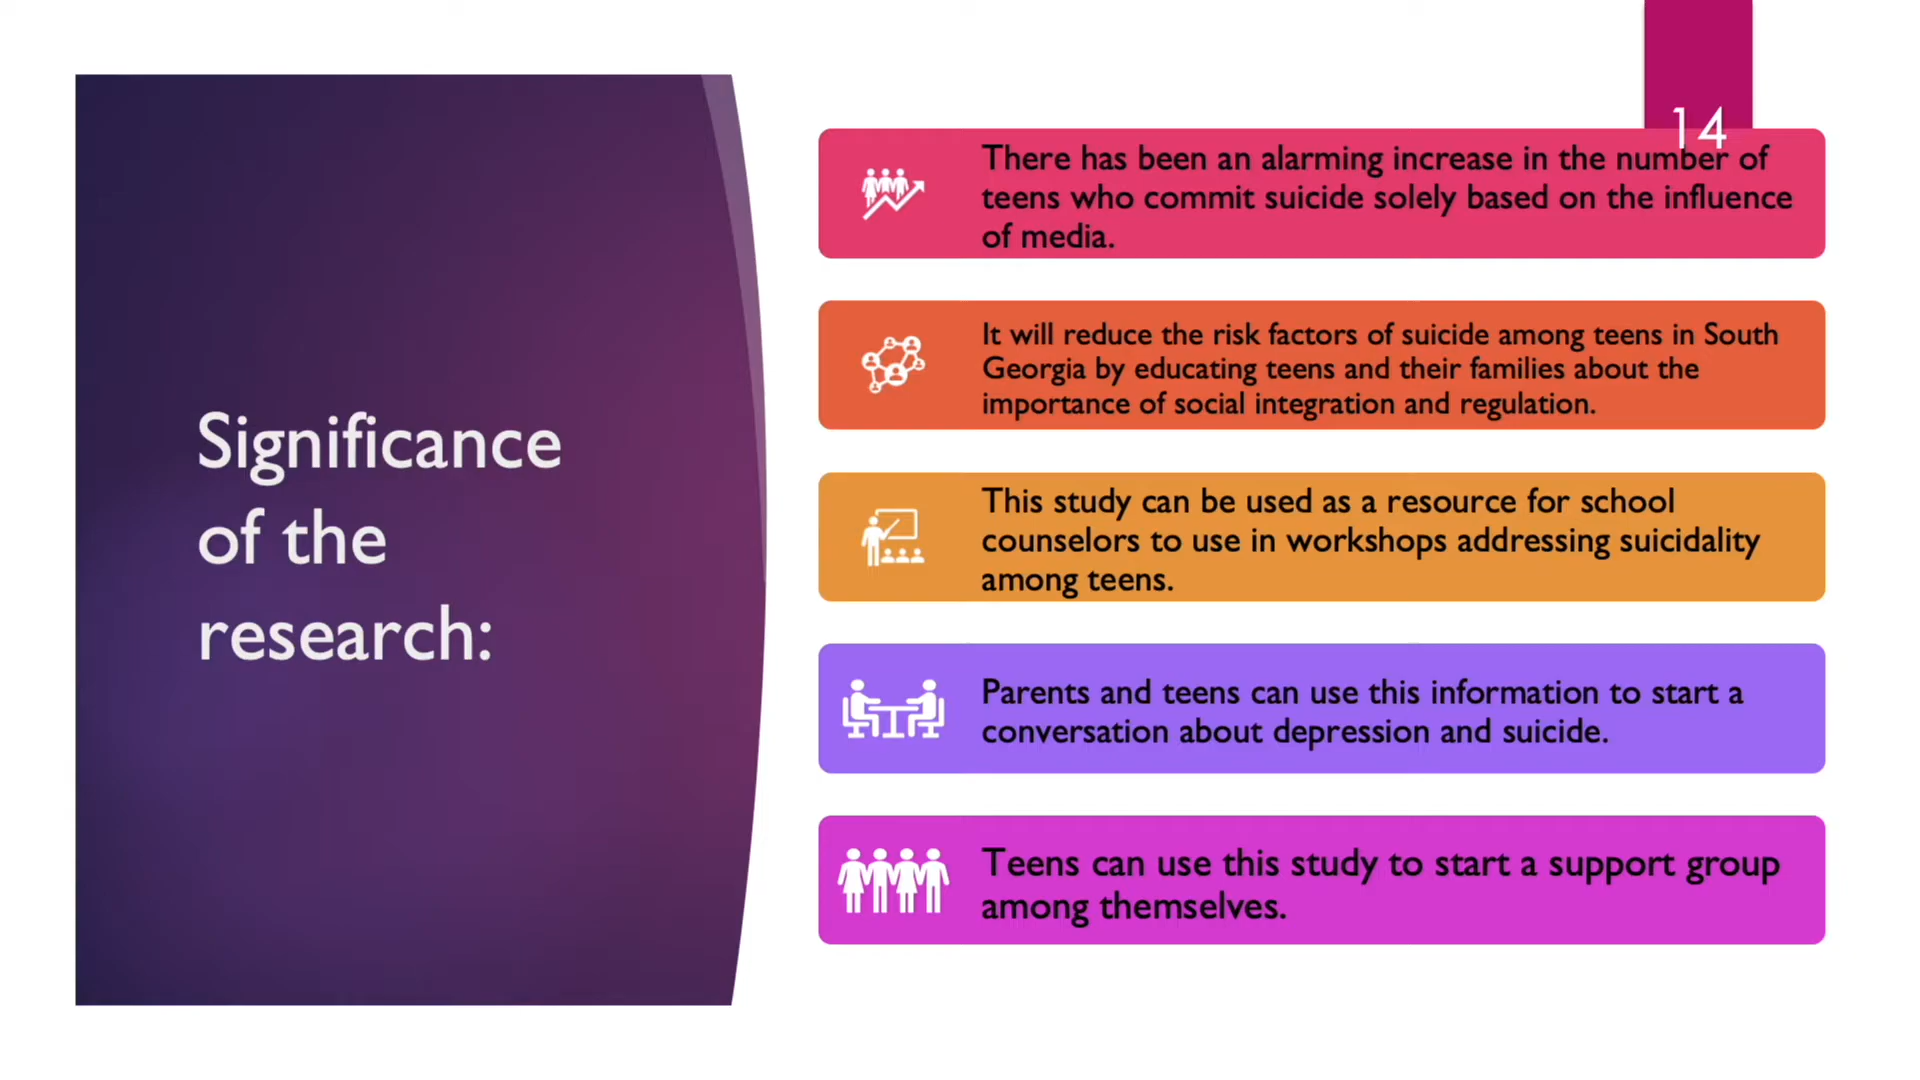 Significance
of the
research:
14
There has been an alarming increase in the number of
teens who commit suicide solely based on the influence
of media.
It will reduce the risk factors of suicide among teens in South
Georgia by educating teens and their families about the
importance of social integration and regulation.
This study can be used as a resource for school
counselors to use in workshops addressing suicidality
among teens.
Parents and teens can use this information to start a
conversation about depression and suicide.
Teens can use this study to start a support group
among themselves.